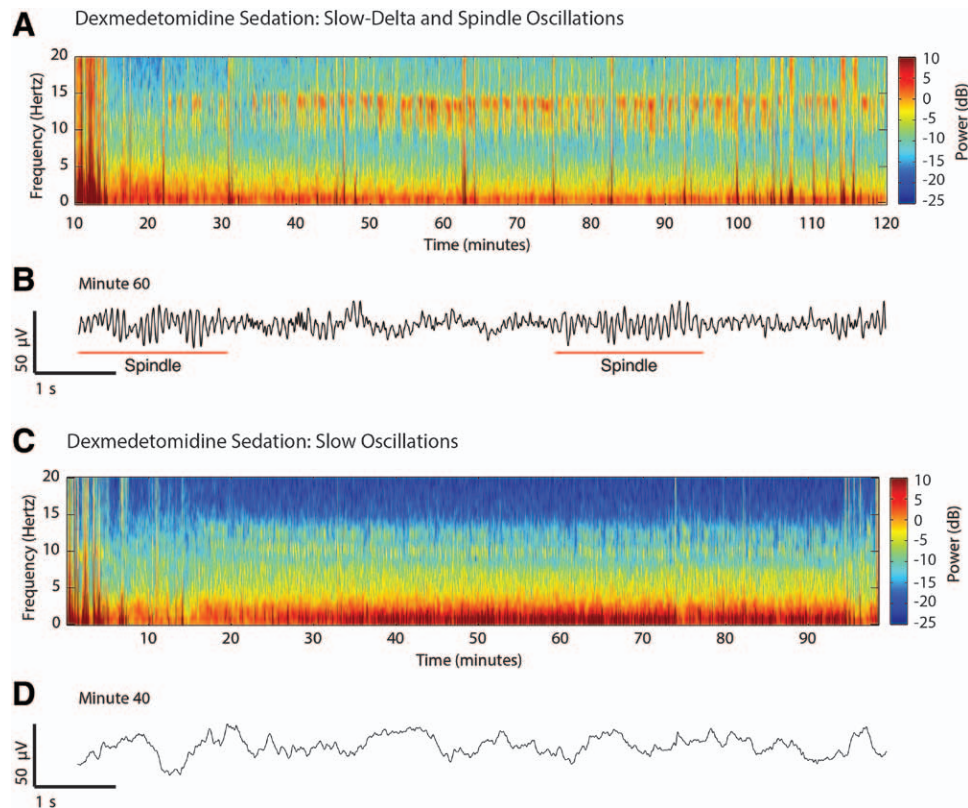 A
Dexmedetomidine Sedation: Slow-Delta and Spindle Oscillations
Frequency (Hertz)
20
15
10
5
0
10 20 30 40 50 60 70 80 90 100 110 120
Time (minutes)
10
5
0
-5
-10
-15
-20
-25
Power (dB)
B
Minute 60
50 µV
1 s
Spindle Spindle
C
Dexmedetomidine Sedation: Slow Oscillations
Frequency (Hertz)
20
15
10
5
0
10 20 30 40 50 60 70 80 90
Time (minutes)
10
5
0
-5
-10
-15
-20
-25
Power (dB)
D
Minute 40
50 µV
1 s